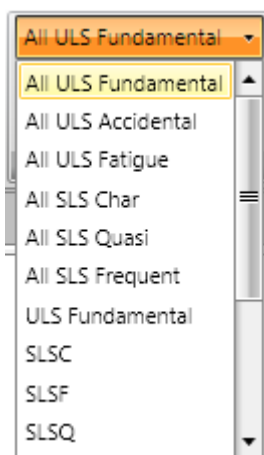 All ULS Fundamental
All ULS Fundamental
All ULS Accidental
All ULS Fatigue
All SLS Char
All SLS Quasi
All SLS Frequent
ULS Fundamental
SLSC
SLSF
SLSQ